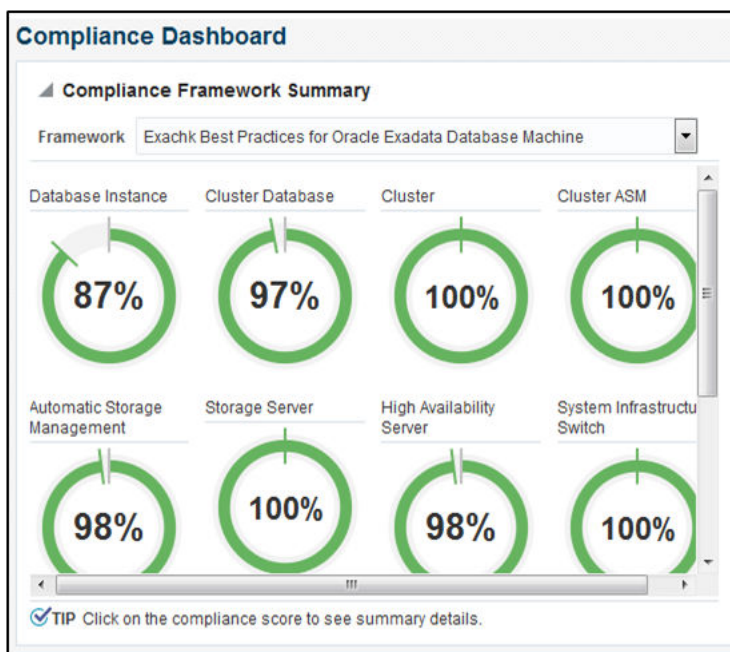 Compliance Dashboard
Compliance Framework Summary
Framework Exachk Best Practices for Oracle Exadata Database Machine
Database Instance Cluster Database Cluster Cluster ASM
87% 97% 100% 100%
Automatic Storage Management Storage Server High Availability Server System Infrastructu Switch
98% 100% 98% 100%
TIP Click on the compliance score to see summary details.